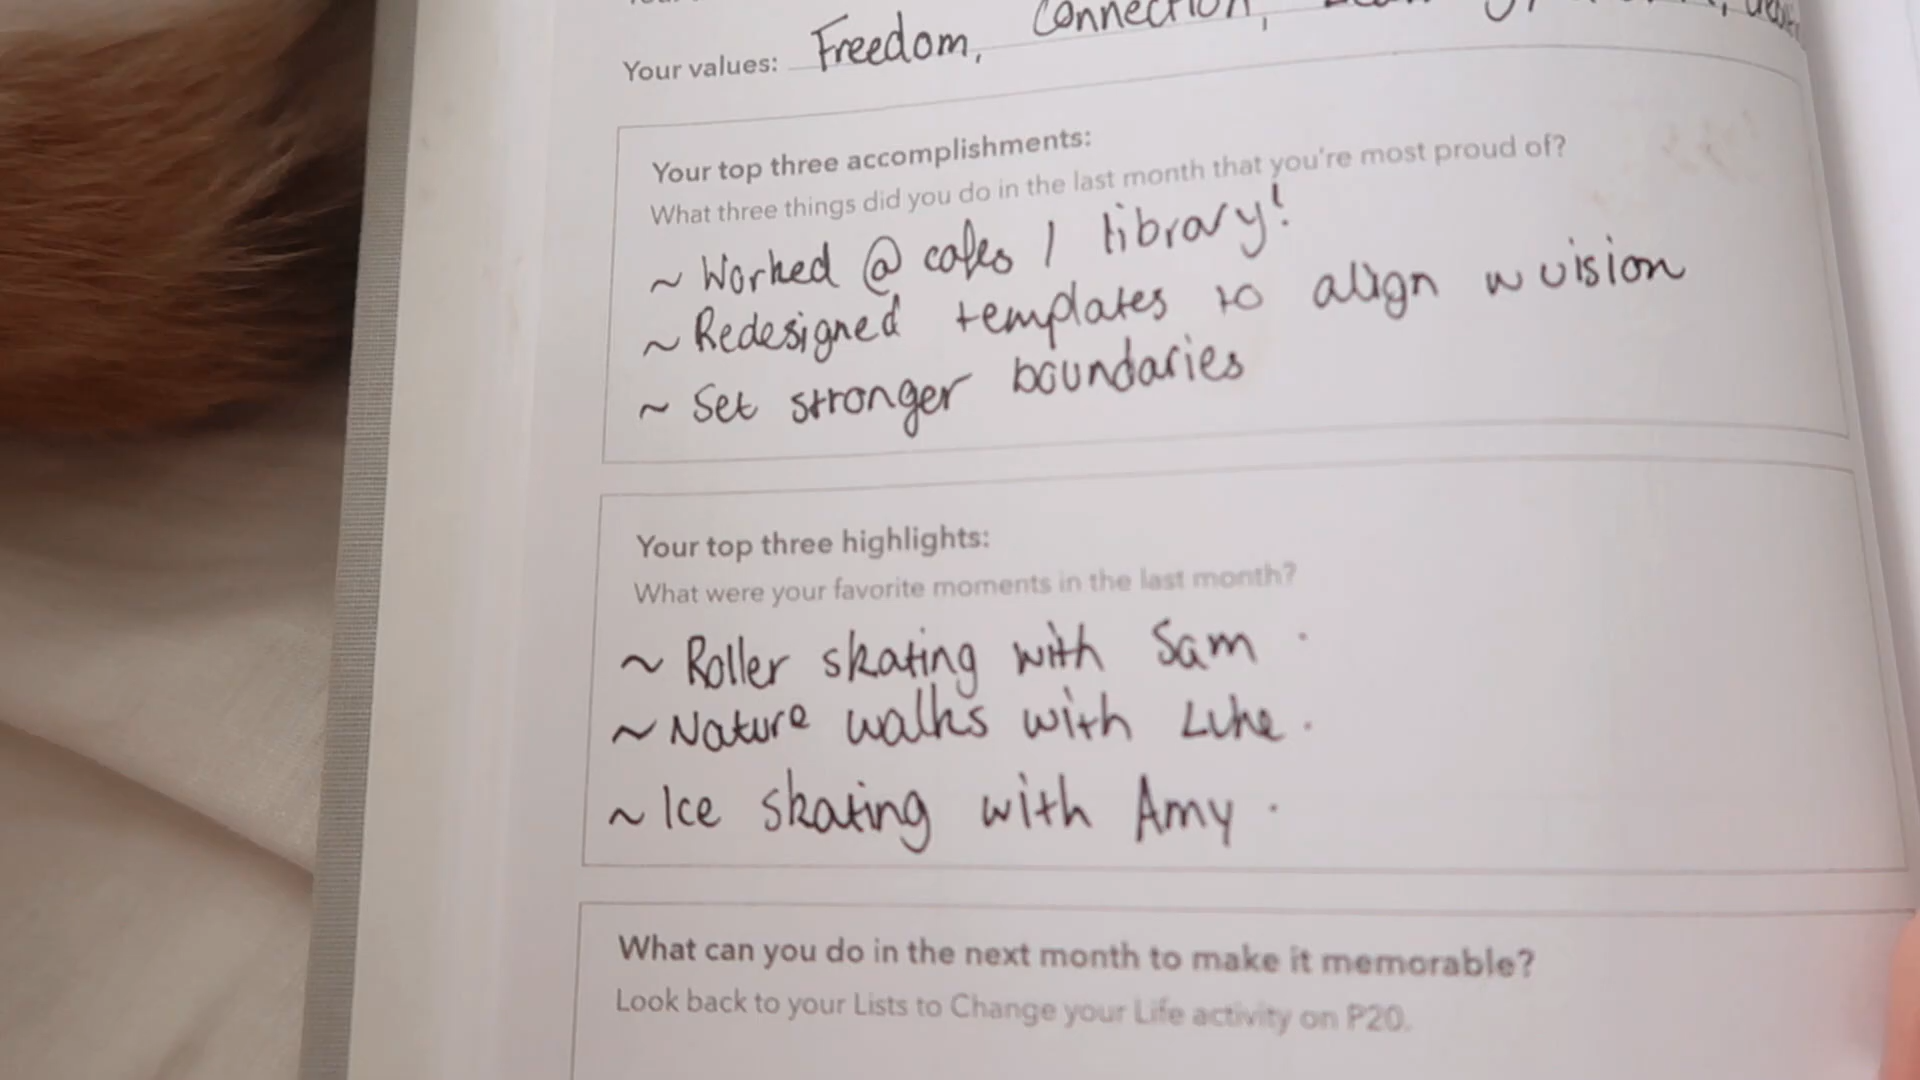 Your values: Freedom, Connection,
Your top three accomplishments:
What three things did you do in the last month that you're most proud of?
~ Worked @ cafes / library!
~ Redesigned templates to align w vision
~ Set stronger boundaries
Your top three highlights:
What were your favorite moments in the last month?
~ Roller skating with Sam .
~ Nature walks with Luke .
~ Ice skating with Amy .
What can you do in the next month to make it memorable?
Look back to your Lists to Change your Life activity on P20.